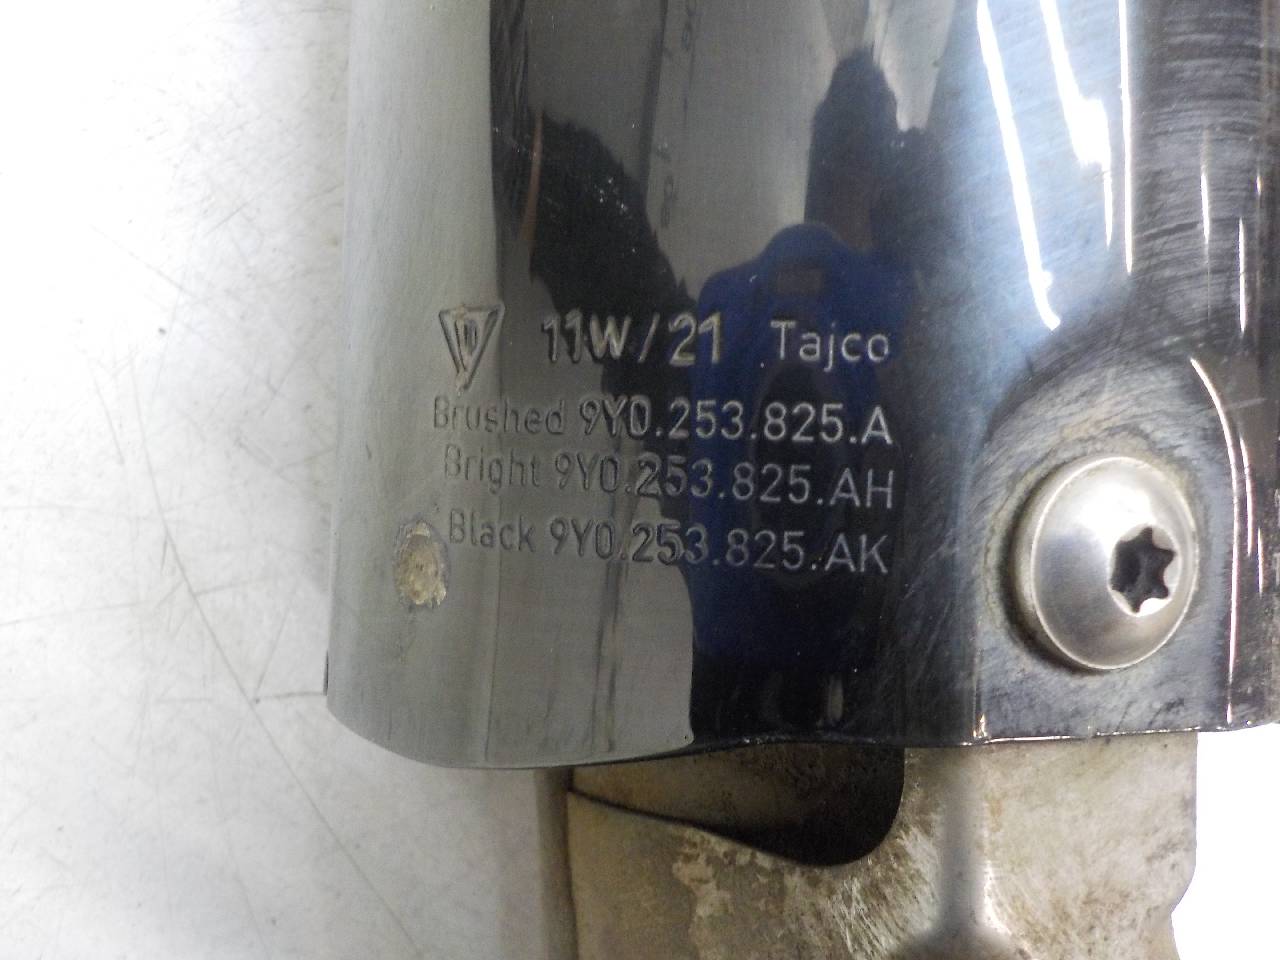 11W/21 Tajco
Brushed 9Y0.253.825.A
Bright 9Y0.253.825.AH
Black 9Y0.253.825.AK